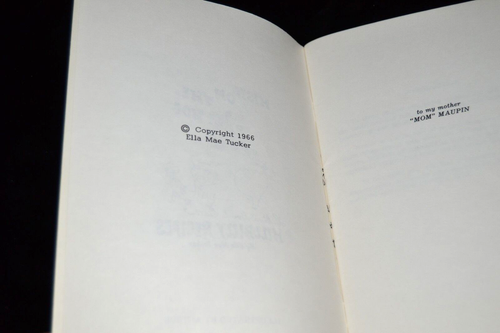 © Copyright 1966
Ella Mae Tucker
to my mother
"MOM" MAUPIN